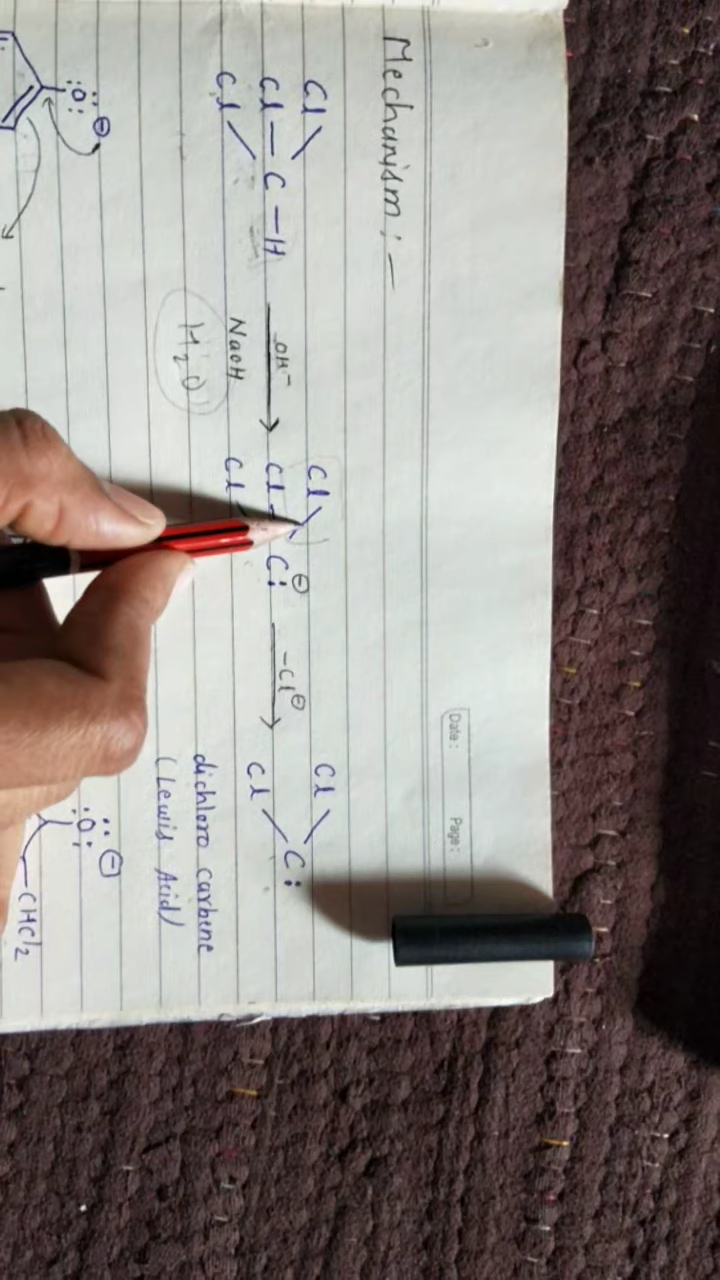 Date :
Page :
Mechanism :-
Cl Cl Cl
Cl — C — H OH⁻ Cl C:⊖ -Cl⊖ C:
Cl NaOH Cl Cl
H₂O dichloro carbene
(Lewis Acid)
:Ö:⊖ :Ö:⊖
-CHCl₂